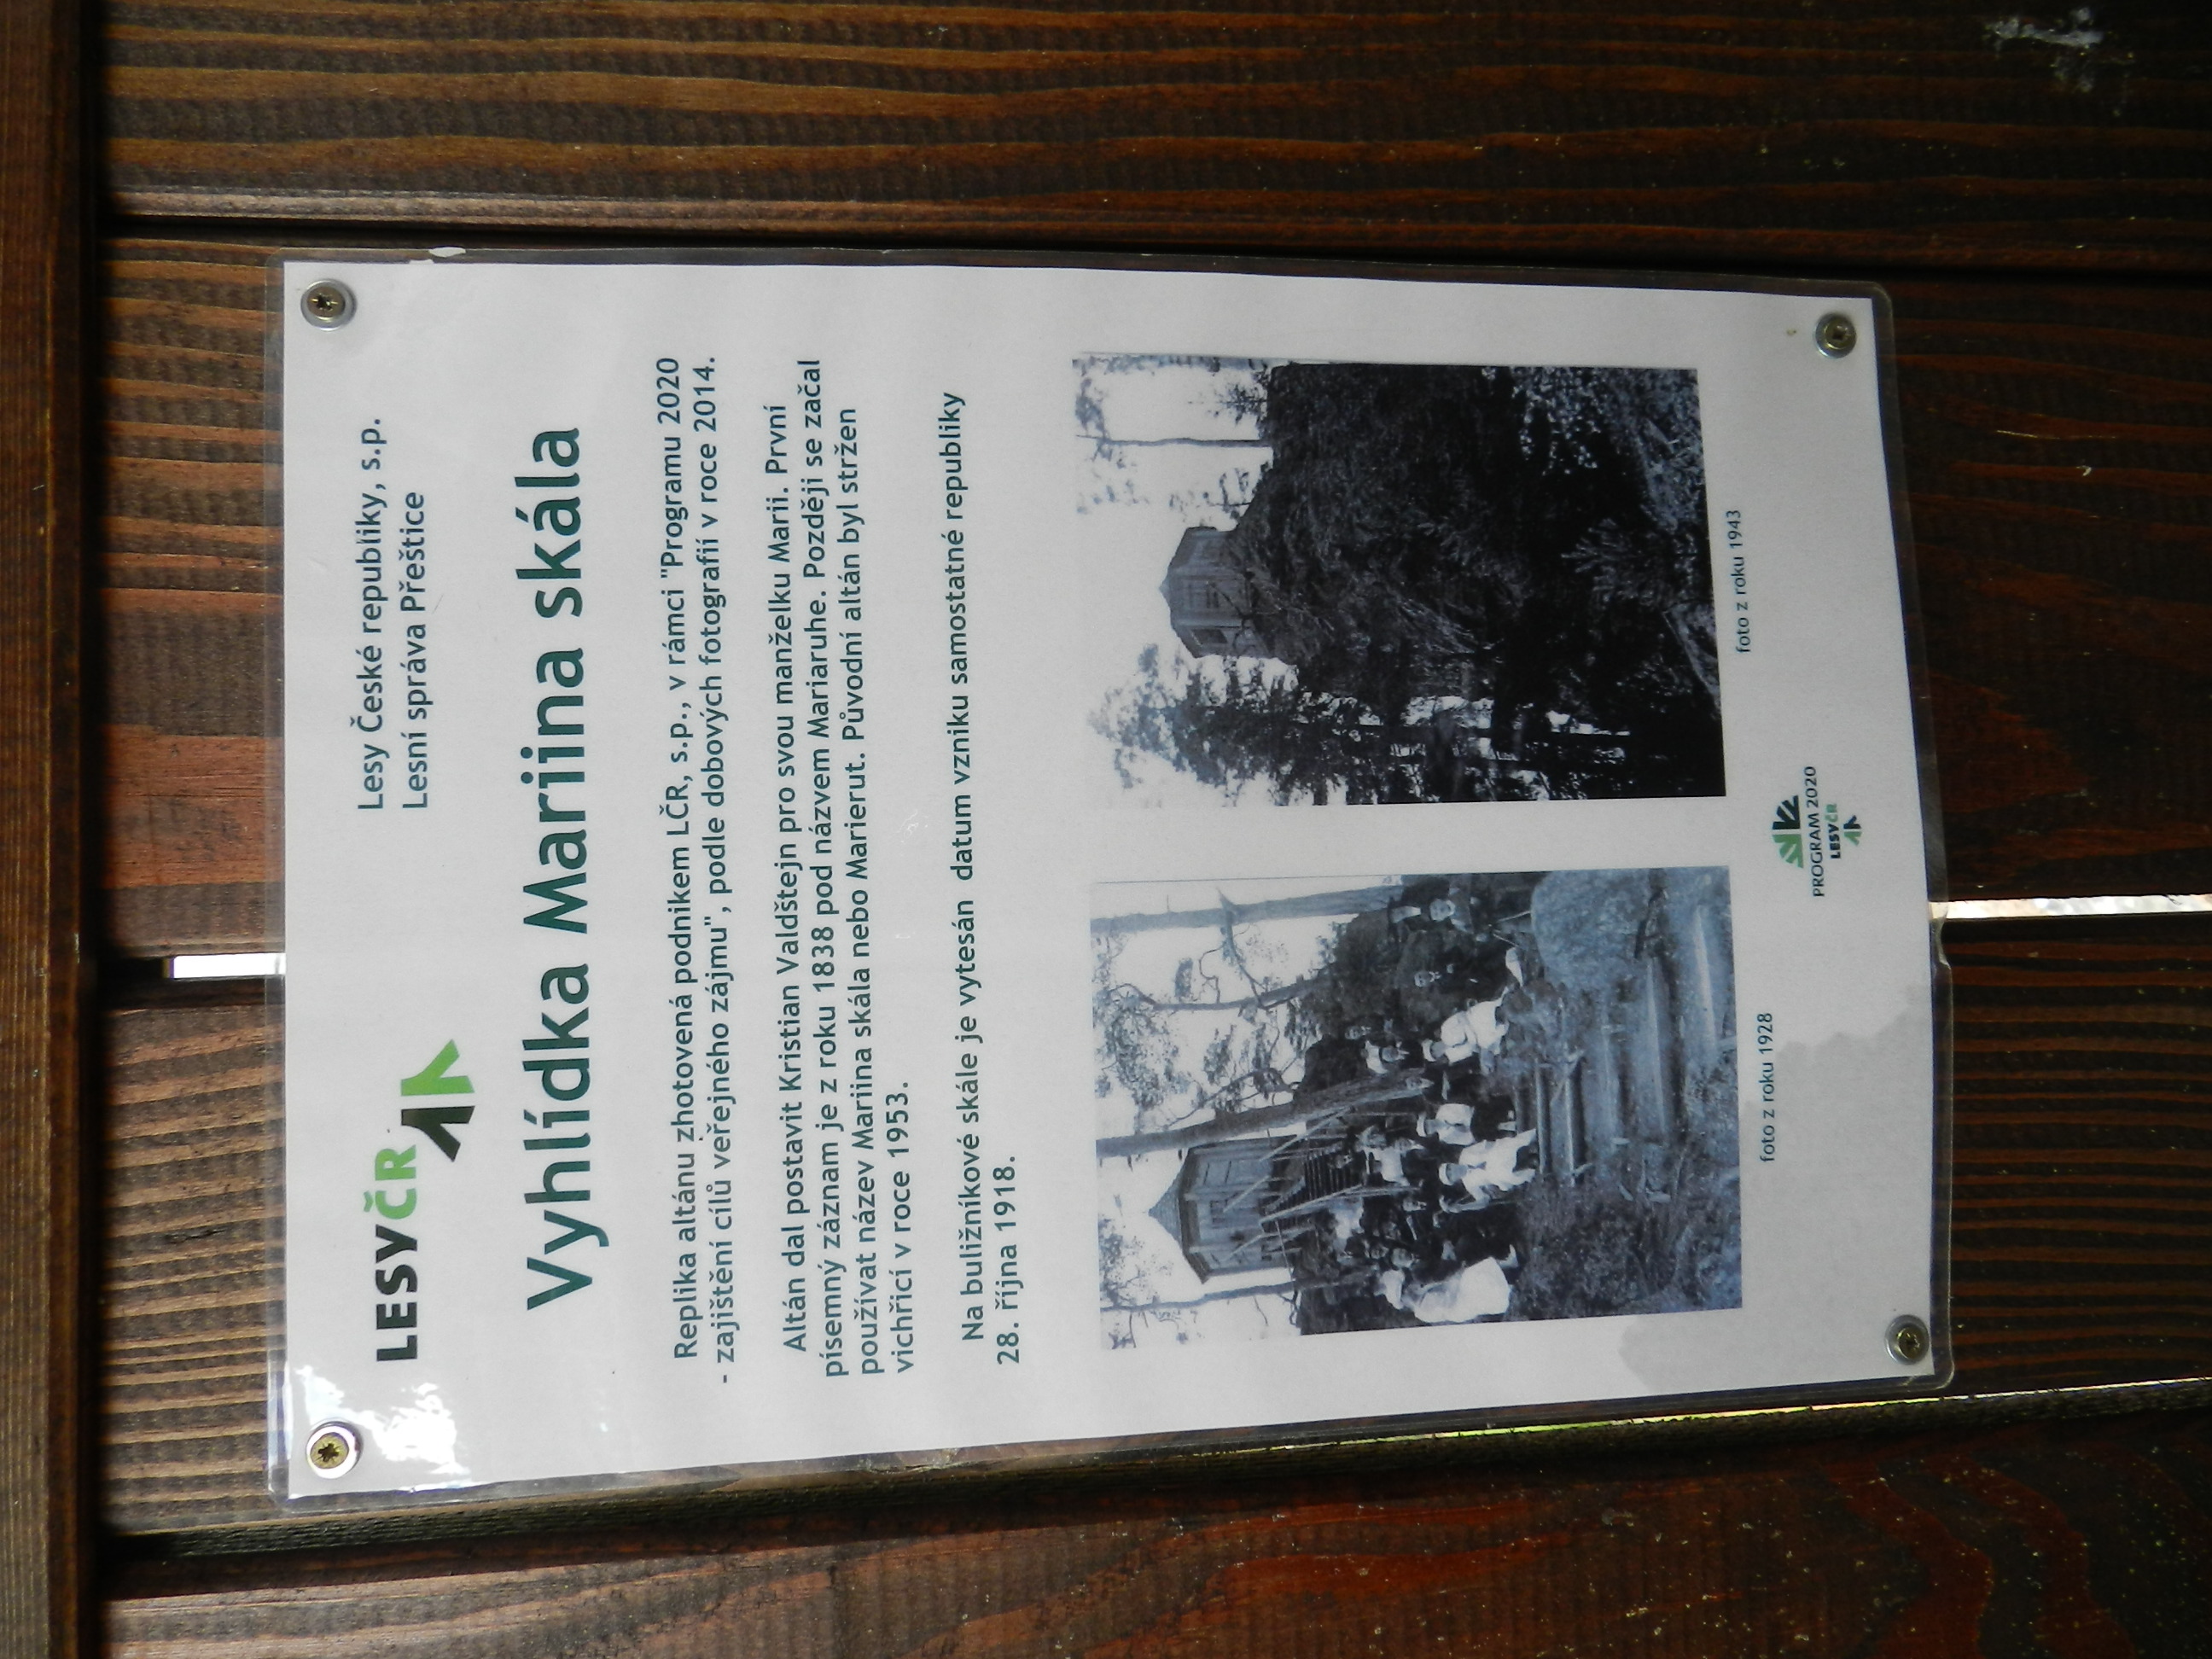 LESYČR
Lesy České republiky, s.p.
Lesní správa Přeštice
Vyhlídka Mariina skála
Replika altánu zhotovená podnikem LČR, s.p., v rámci "Programu 2020
- zajištění cílů veřejného zájmu", podle dobových fotografií v roce 2014.
Altán dal postavit Kristian Valdštejn pro svou manželku Marii. První
písemný záznam je z roku 1838 pod názvem Mariaruhe. Později se začal
používat název Mariina skála nebo Marierut. Původní altán byl stržen
vichřicí v roce 1953.
Na buližníkové skále je vytesán datum vzniku samostatné republiky
28. října 1918.
foto z roku 1928
foto z roku 1943
PROGRAM 2020
LESYČR